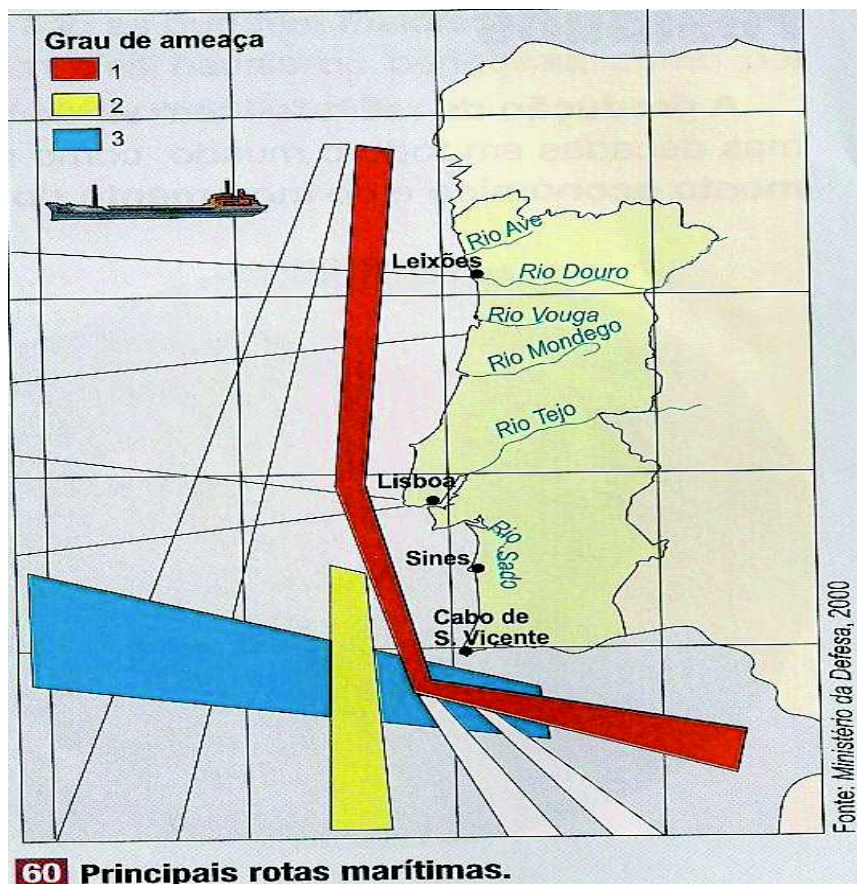 Grau de ameaça
1
2
3
Rio Ave
Leixões
Rio Douro
Rio Vouga
Rio Mondego
Rio Tejo
Lisboa
Rio
Sado
Sines
Cabo de
S. Vicente
Fonte: Ministério da Defesa, 2000
60 Principais rotas marítimas.